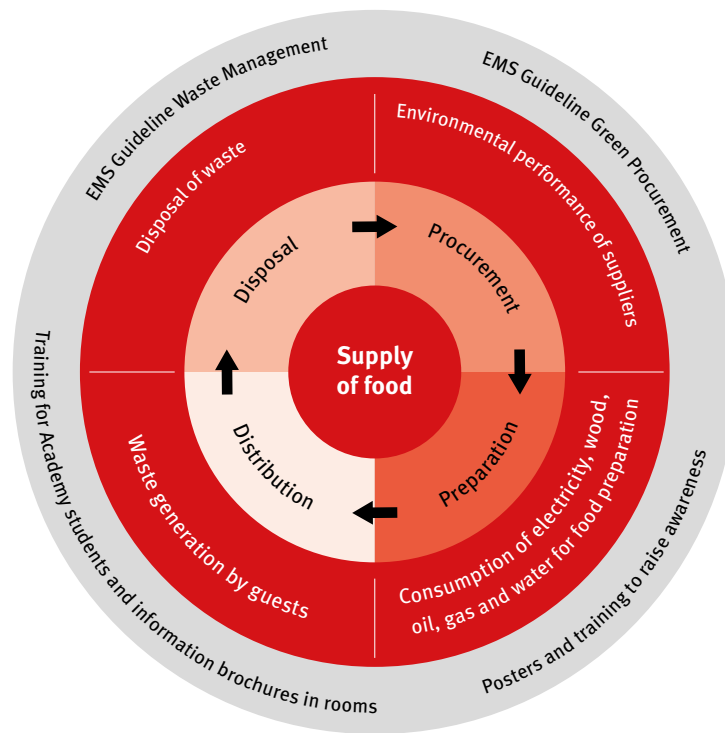 EMS Guideline Waste Management
EMS Guideline Green Procurement
Disposal of waste
Environmental performance of suppliers
Disposal
Procurement
Supply
of food
Distribution
Preparation
Waste generation by guests
Consumption of electricity, wood,
oil, gas and water for food preparation
Training for Academy students and information brochures in rooms
Posters and training to raise awareness